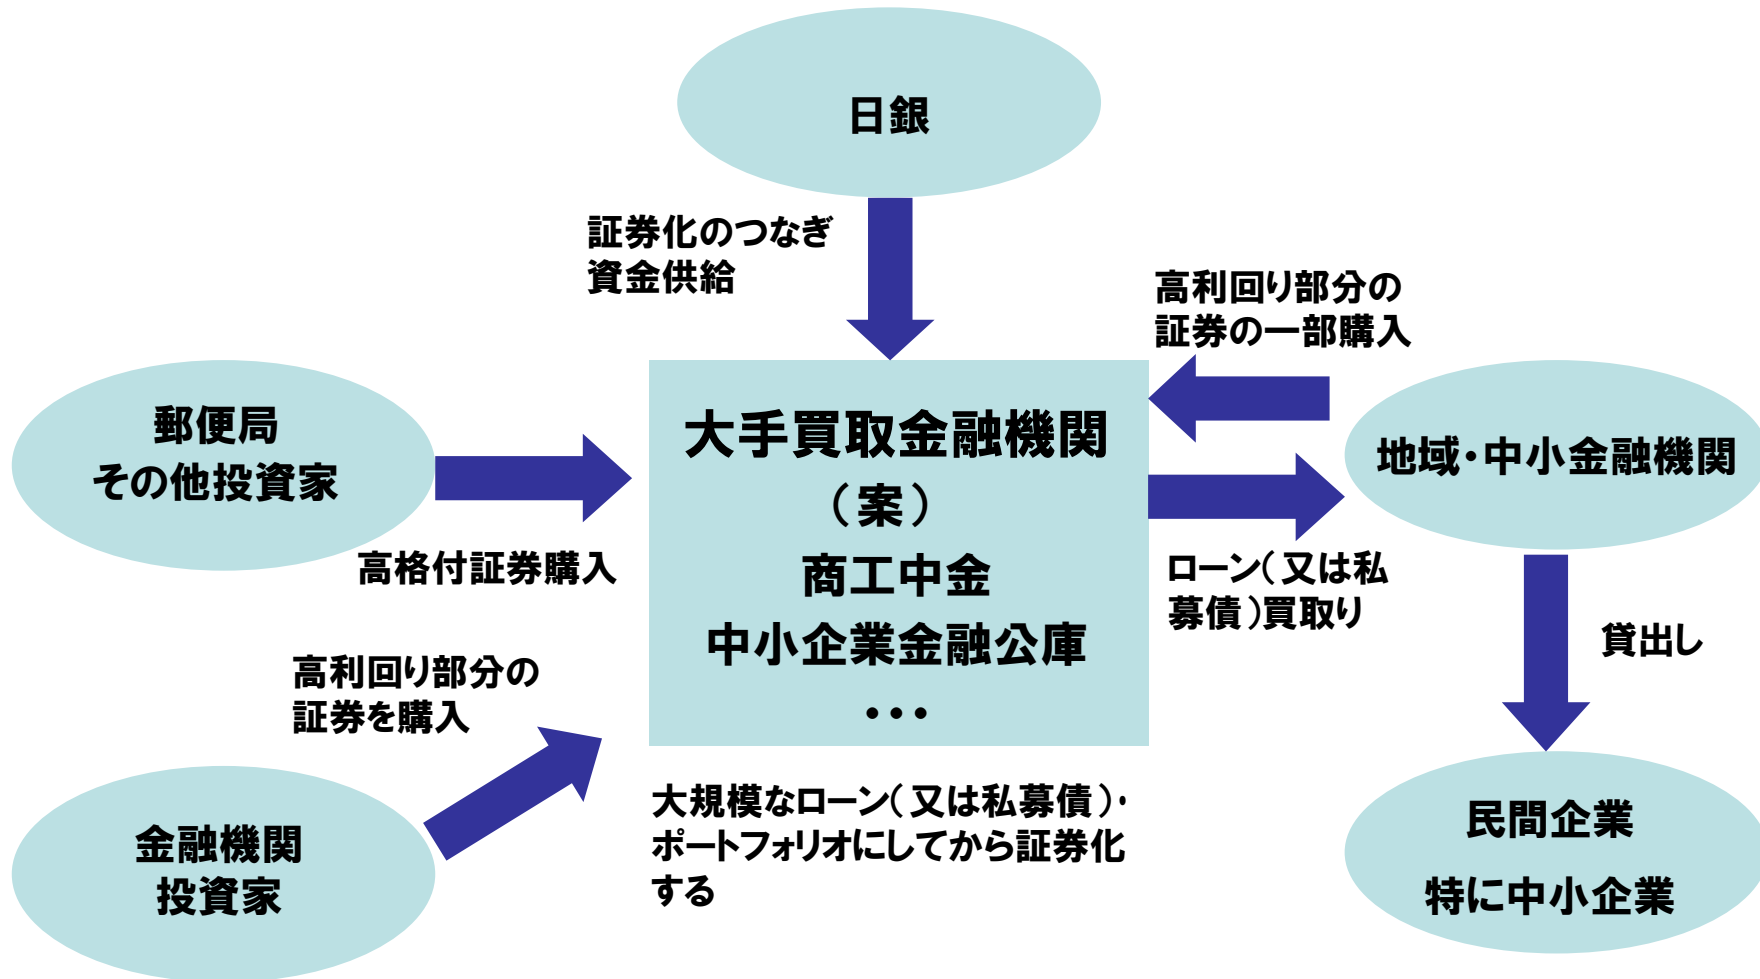 日銀
証券化のつなぎ
資金供給
高利回り部分の
証券の一部購入
郵便局
その他投資家
大手買取金融機関
（案）
商工中金
中小企業金融公庫
・・・
地域・中小金融機関
高格付証券購入
ローン（又は私
募債）買取り
貸出し
高利回り部分の
証券を購入
大規模なローン（又は私募債）・
ポートフォリオにしてから証券化
する
金融機関
投資家
民間企業
特に中小企業